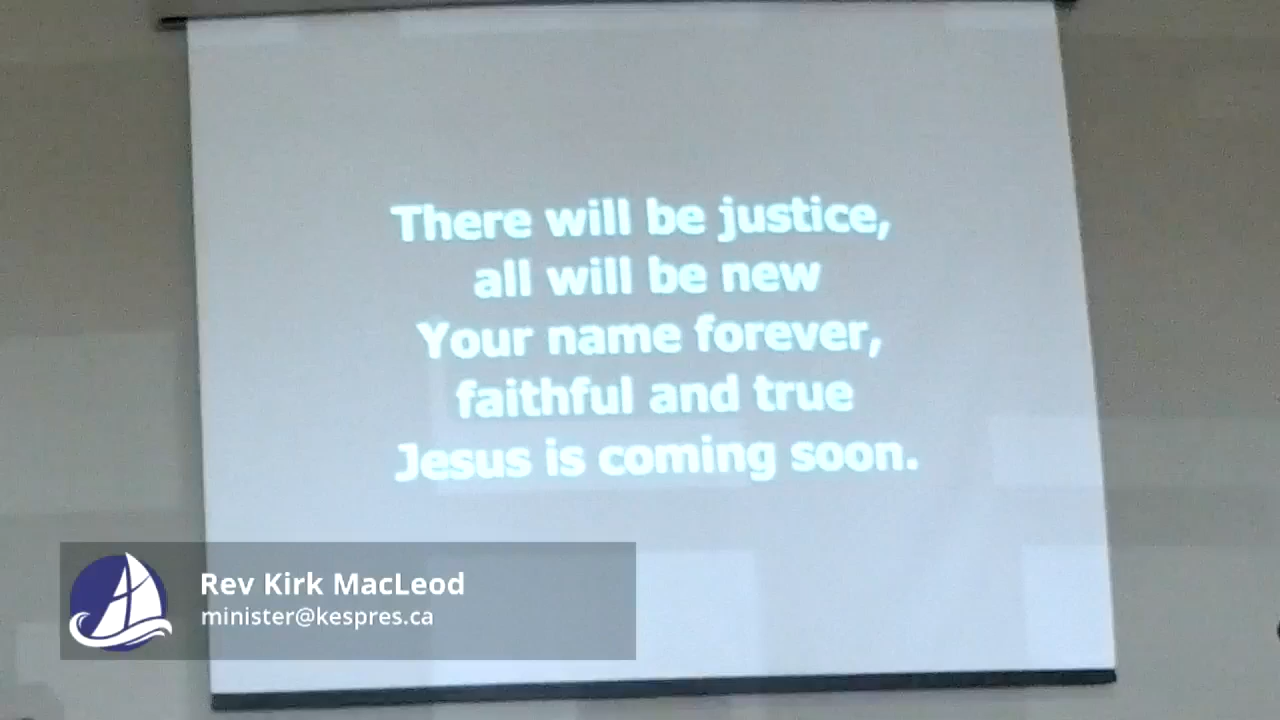 There will be justice,
all will be new
Your name forever,
faithful and true
Jesus is coming soon.
Rev Kirk MacLeod
minister@kespres.ca